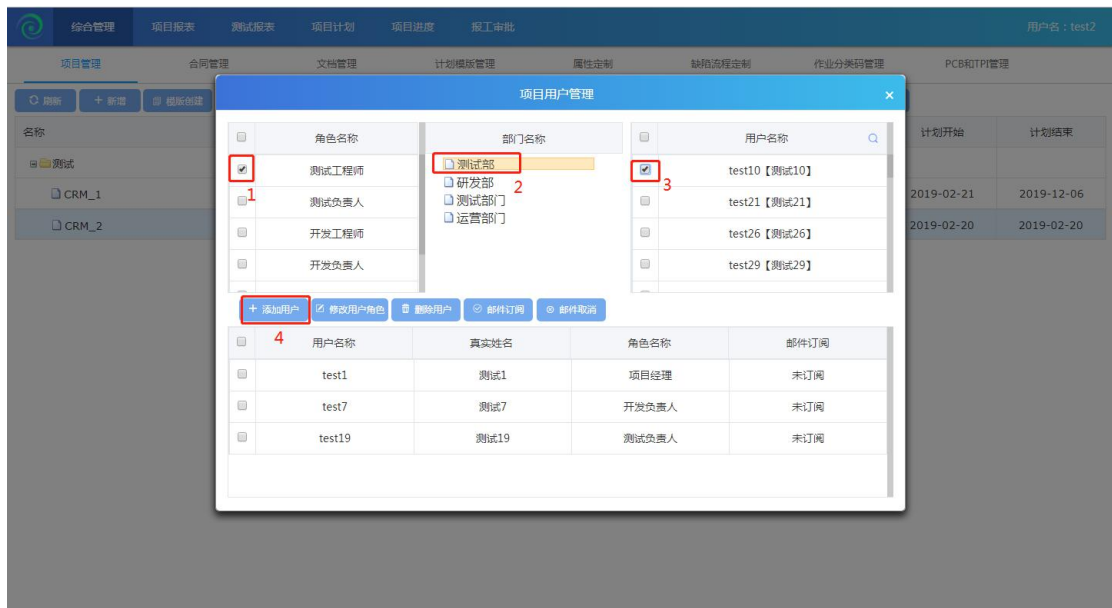 综合管理 项目报表 测试报表 项目计划 项目进度 报工审批 用户名：test2
项目管理 合同管理 文档管理 计划模版管理 属性定制 缺陷流程定制 作业分类码管理 PCB和TPI管理
刷新 + 新增 模版创建
项目用户管理 ×
名称 计划开始 计划结束
测试
CRM_1 2019-02-21 2019-12-06
CRM_2 2019-02-20 2019-02-20
角色名称 部门名称 用户名称
测试工程师 测试部 test10【测试10】
1 研发部 2 3
测试负责人 测试部门 test21【测试21】
开发工程师 运营部门 test26【测试26】
开发负责人 test29【测试29】
+ 添加用户 修改用户角色 删除用户 邮件订阅 邮件取消
4
用户名称 真实姓名 角色名称 邮件订阅
test1 测试1 项目经理 未订阅
test7 测试7 开发负责人 未订阅
test19 测试19 测试负责人 未订阅